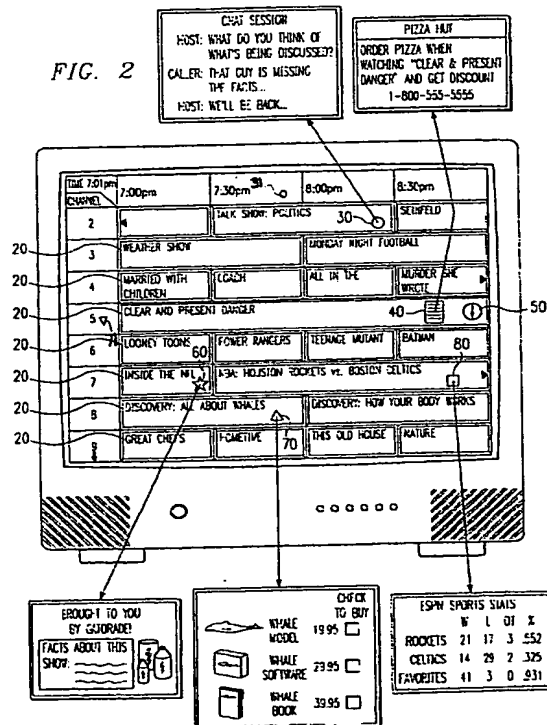 FIG. 2
CHAT SESSION
HOST: WHAT DO YOU THINK OF
WHAT'S BEING DISCUSSED?
CALLER: THAT GUY IS MISSING
THE FACTS...
HOST: WE'LL BE BACK...
PIZZA HUT
ORDER PIZZA WHEN
WATCHING "CLEAR & PRESENT
DANGER" AND GET DISCOUNT
1-800-555-5555
TIME 7:01pm
CHANNEL
7:00pm
7:30pm
31
8:00pm
8:30pm
2
TALK SHOW: POLITICS
30
SEINFELD
20
3
WEATHER SHOW
MONDAY NIGHT FOOTBALL
20
4
MARRIED WITH
CHILDREN
COACH
ALL IN THE
MURDER SHE
WROTE
20
5
CLEAR AND PRESENT DANGER
40
50
20
6
LOONEY TOONS
POWER RANGERS
TEENAGE MUTANT
BATMAN
60
80
20
7
INSIDE THE NFL
NBA: HOUSTON ROCKETS vs. BOSTON CELTICS
20
8
DISCOVERY: ALL ABOUT WHALES
DISCOVERY: HOW YOUR BODY WORKS
20
GREAT CHEFS
HOMETIME
70
THIS OLD HOUSE
NATURE
BROUGHT TO YOU
BY GATORADE!
FACTS ABOUT THIS
SHOW:
CHECK
TO BUY
WHALE
MODEL
19.95
WHALE
SOFTWARE
29.95
WHALE
BOOK
39.95
ESPN SPORTS STATS
W L GB %
ROCKETS 21 17 3 .552
CELTICS 14 29 2 .325
FAVORITES 41 3 0 .931